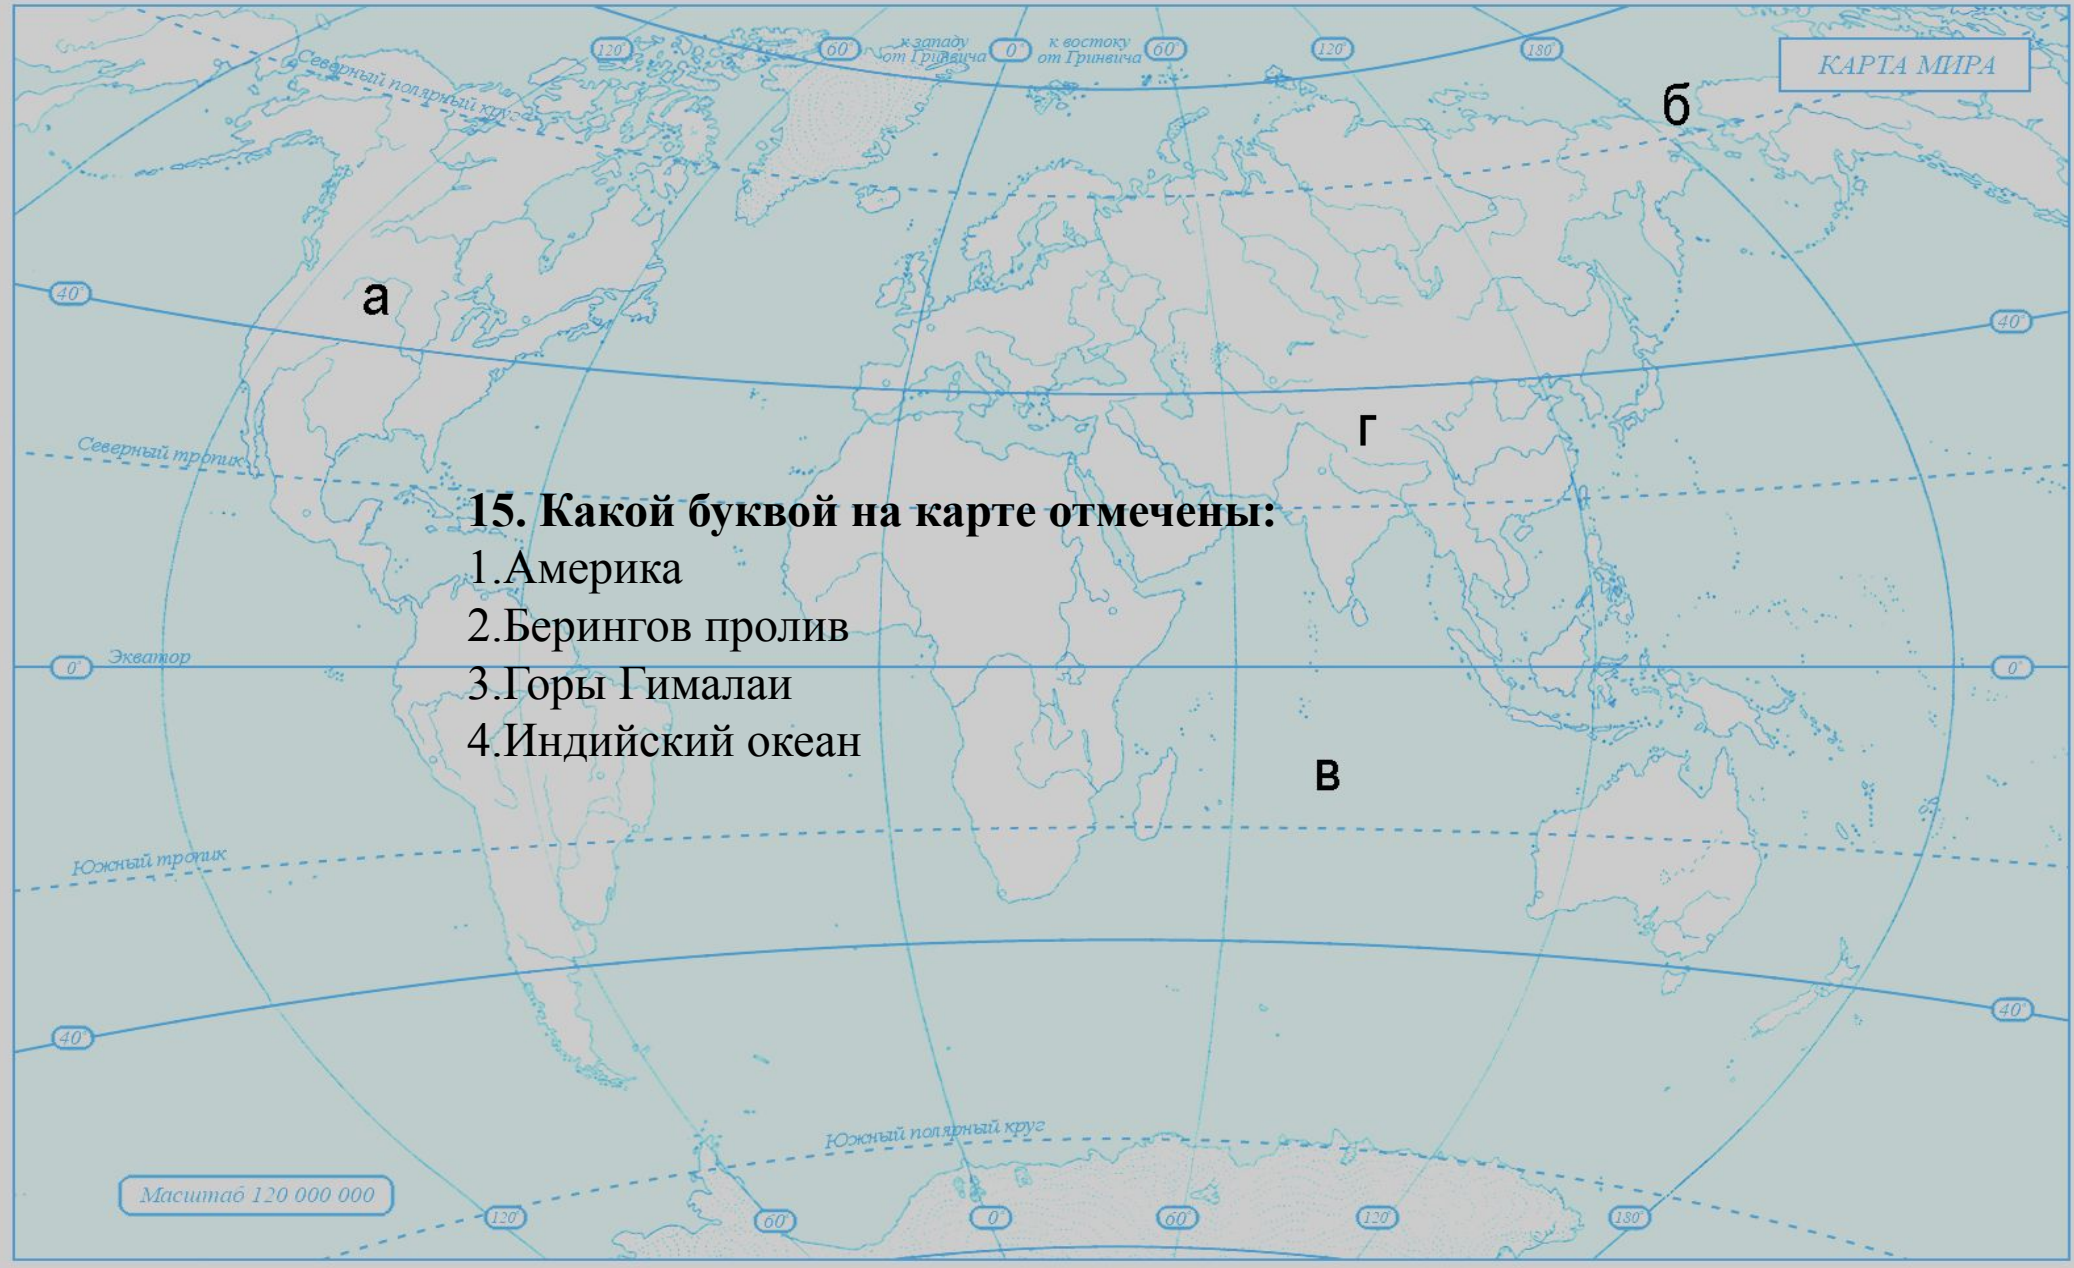 120°
60°
к западу
от Гринвича
0°
к востоку
от Гринвича
60°
120°
180°
КАРТА МИРА
Северный полярный круг
б
40°
а
40°
г
Северный тропик
15. Какой буквой на карте отмечены:
1.Америка
2.Берингов пролив
3.Горы Гималаи
4.Индийский океан
0°
Экватор
0°
в
Южный тропик
40°
40°
Южный полярный круг
Масштаб 120 000 000
120°
60°
0°
60°
120°
180°